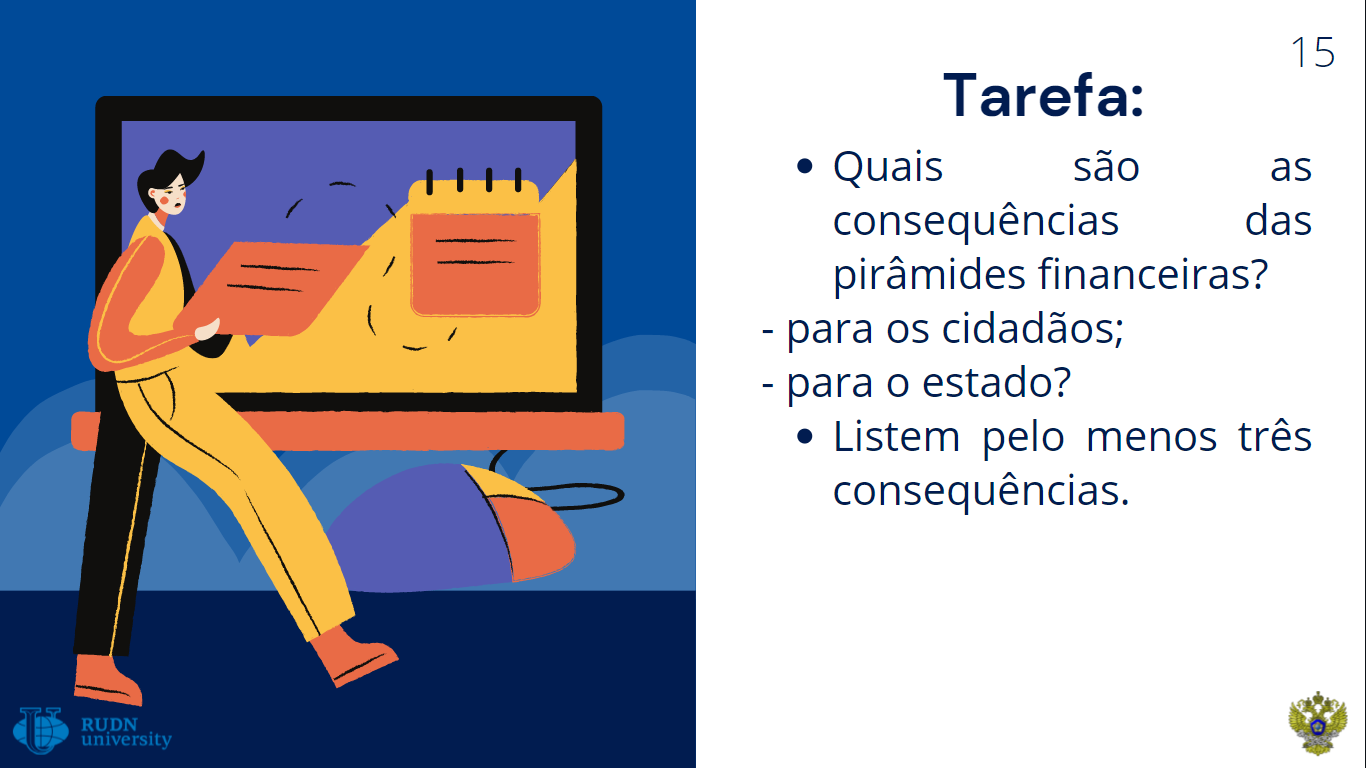 15
Tarefa:
• Quais são as
consequências das
pirâmides financeiras?
- para os cidadãos;
- para o estado?
• Listem pelo menos três
consequências.
RUDN
university